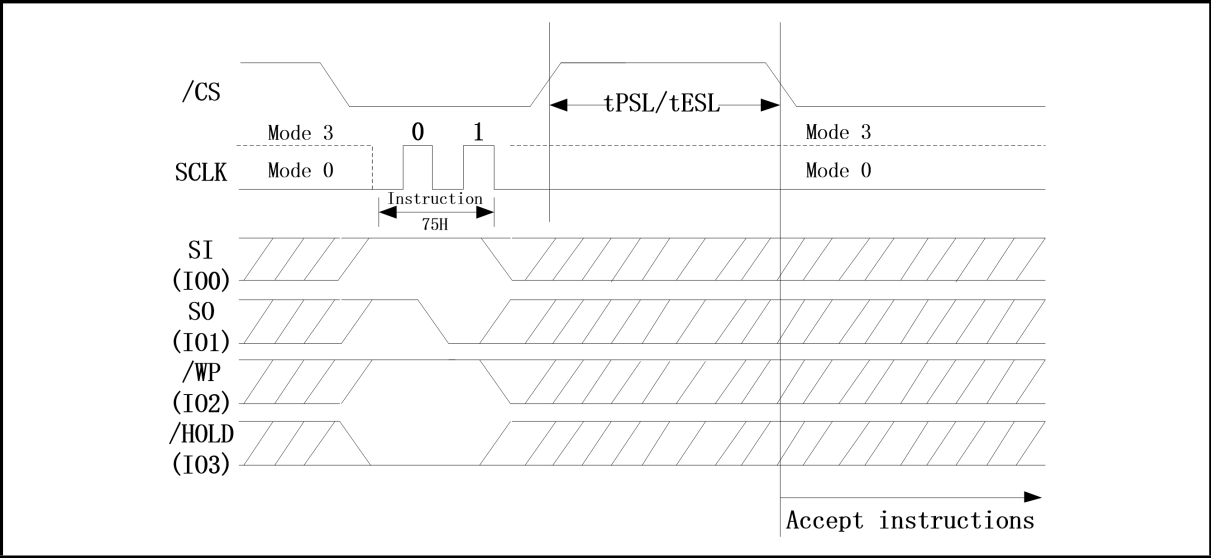 /CS
tPSL/tESL
Mode 3
0
1
Mode 3
SCLK
Mode 0
Mode 0
Instruction
75H
SI
(IO0)
SO
(IO1)
/WP
(IO2)
/HOLD
(IO3)
Accept instructions